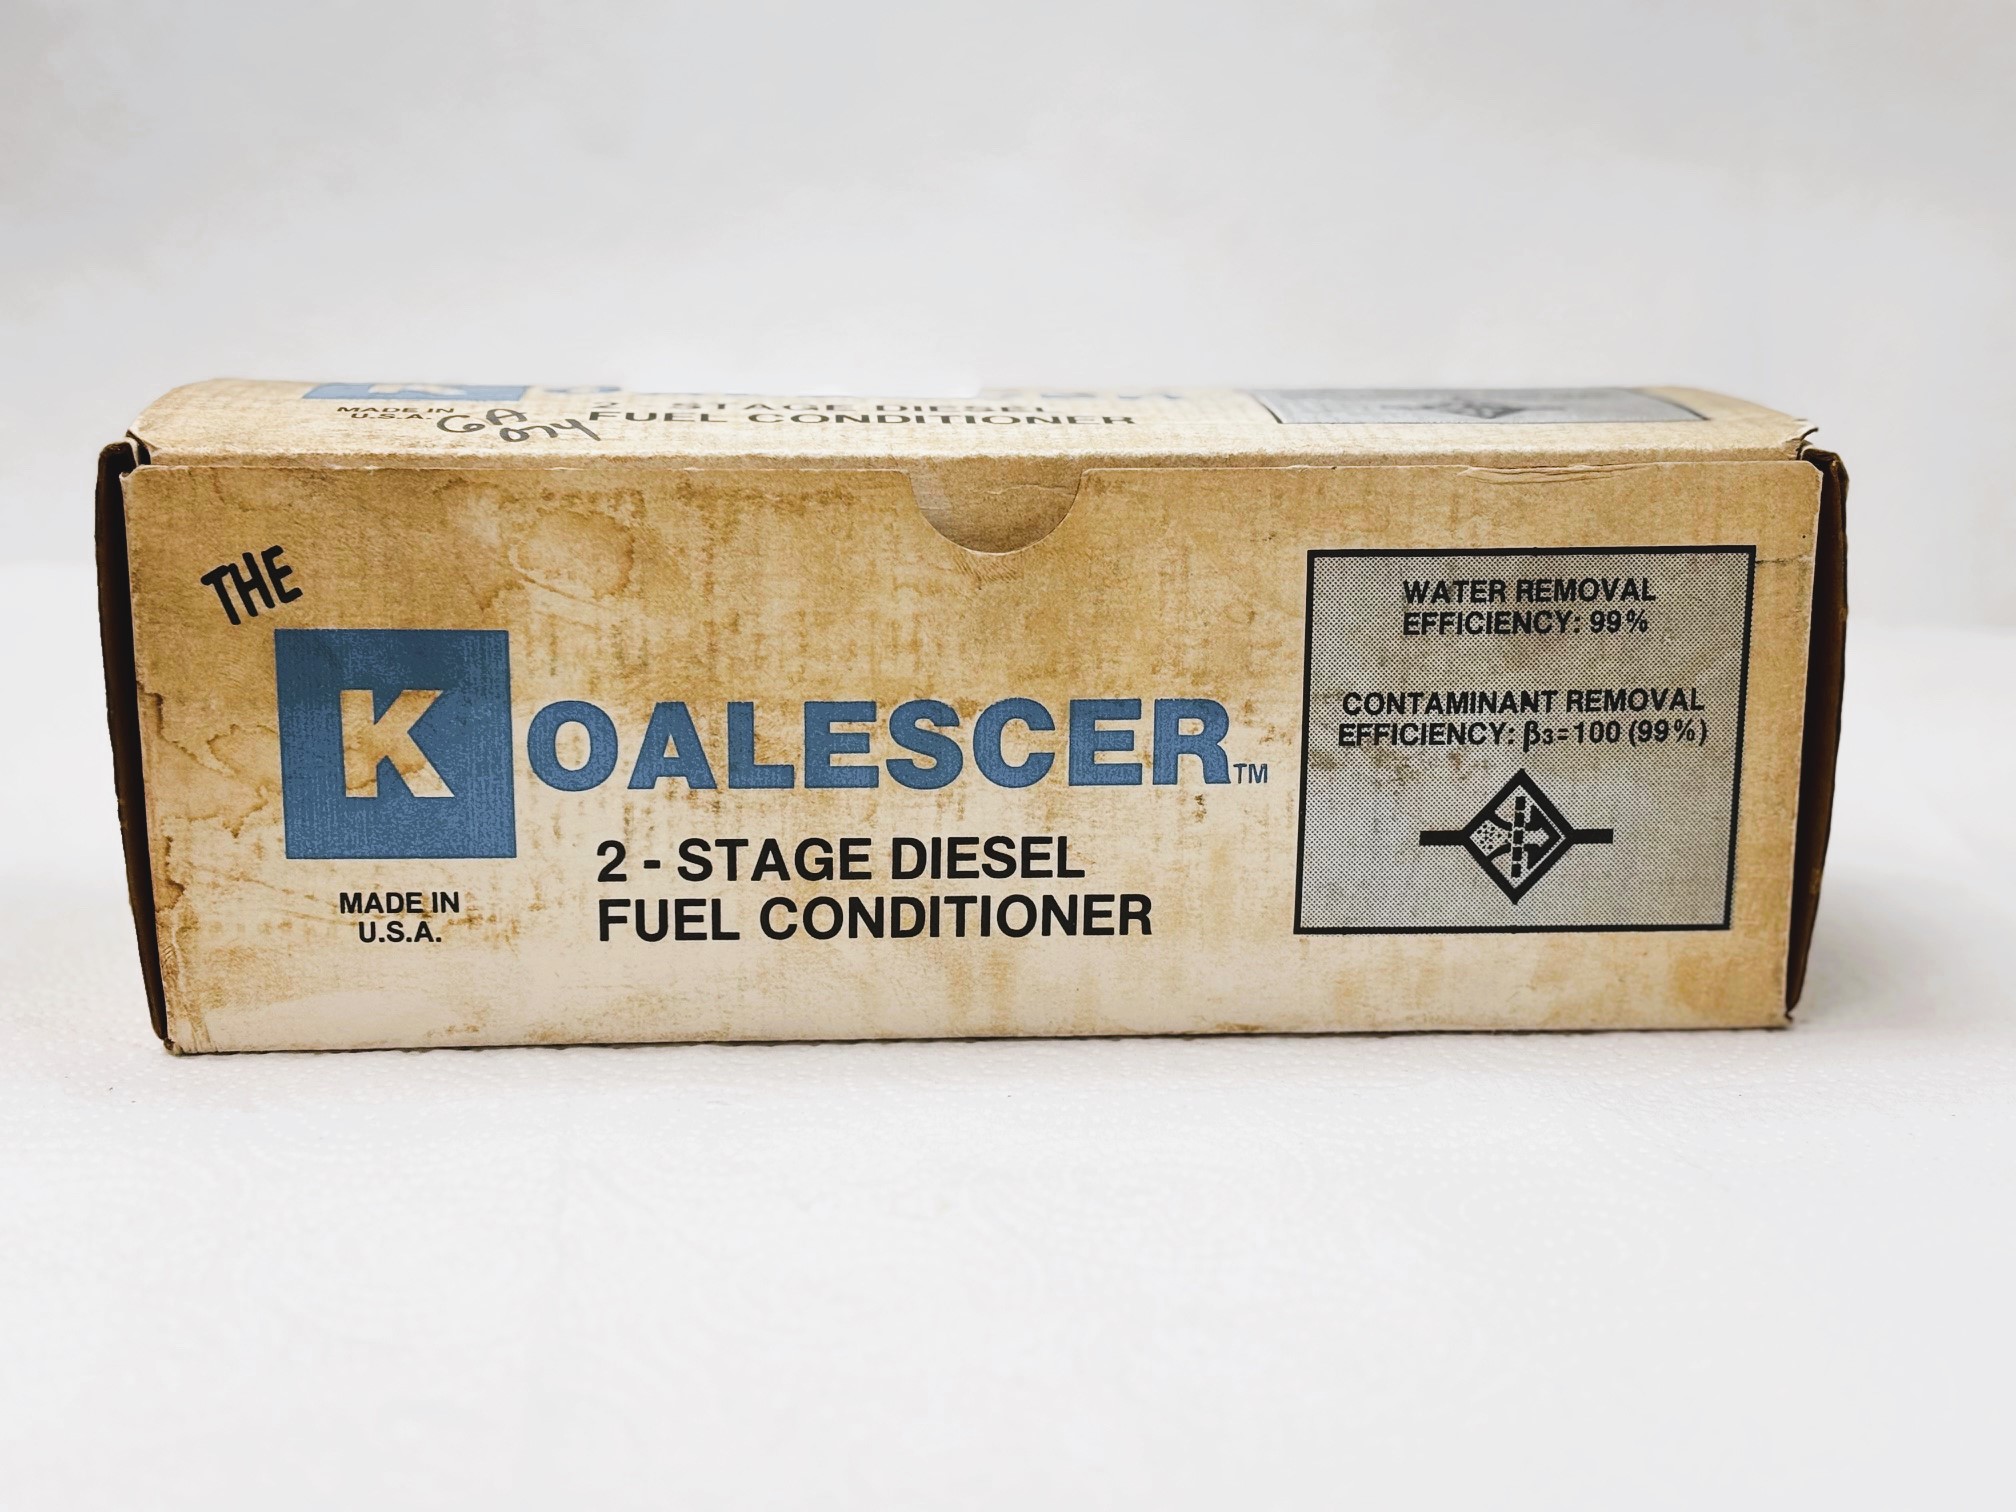 MADE IN
U.S.A.
2 - STAGE DIESEL
FUEL CONDITIONER
THE
KOALESCER™
MADE IN
U.S.A.
2 - STAGE DIESEL
FUEL CONDITIONER
WATER REMOVAL
EFFICIENCY: 99%
CONTAMINANT REMOVAL
EFFICIENCY: β3=100 (99%)